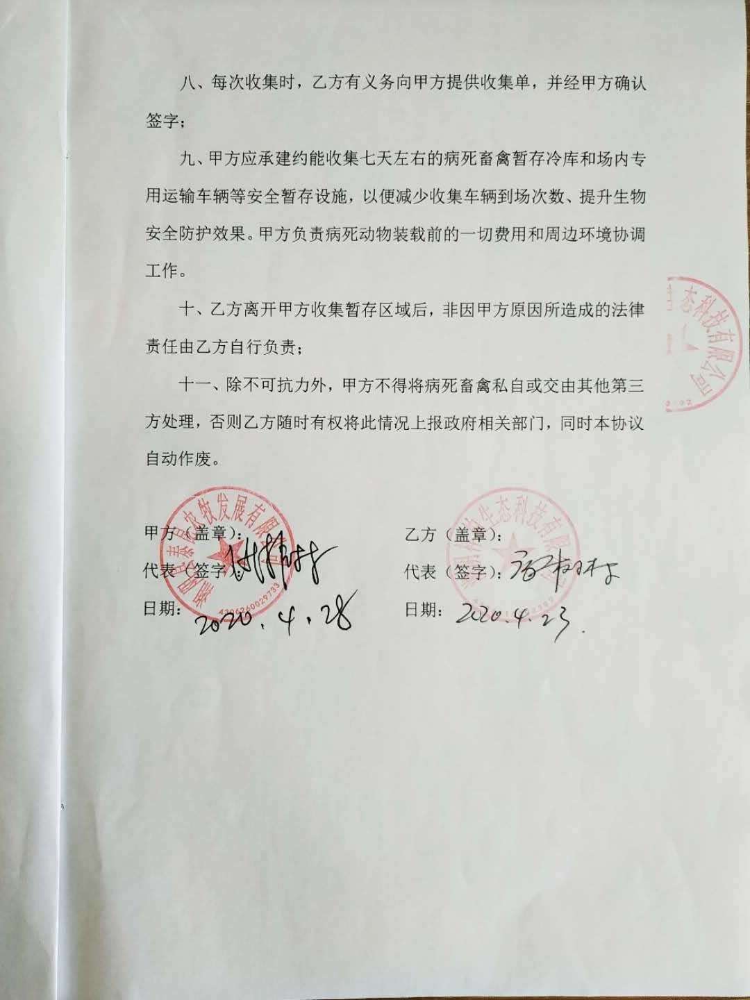 八、每次收集时，乙方有义务向甲方提供收集单，并经甲方确认
签字；
九、甲方应承建约能收集七天左右的病死畜禽暂存冷库和场内专
用运输车辆等安全暂存设施，以便减少收集车辆到场次数、提升生物
安全防护效果。甲方负责病死动物装载前的一切费用和周边环境协调
工作。
十、乙方离开甲方收集暂存区域后，非因甲方原因所造成的法律
责任由乙方自行负责；
生态科技有限公司
十一、除不可抗力外，甲方不得将病死畜禽私自或交由其他第三
方处理，否则乙方随时有权将此情况上报政府相关部门，同时本协议
自动作废。
泰良农牧发展有限
4306260029733
生态科技有限
甲方（盖章）：
乙方（盖章）：
代表（签字）：
代表（签字）：
日期：2020.4.28
日期：2020.4.23.